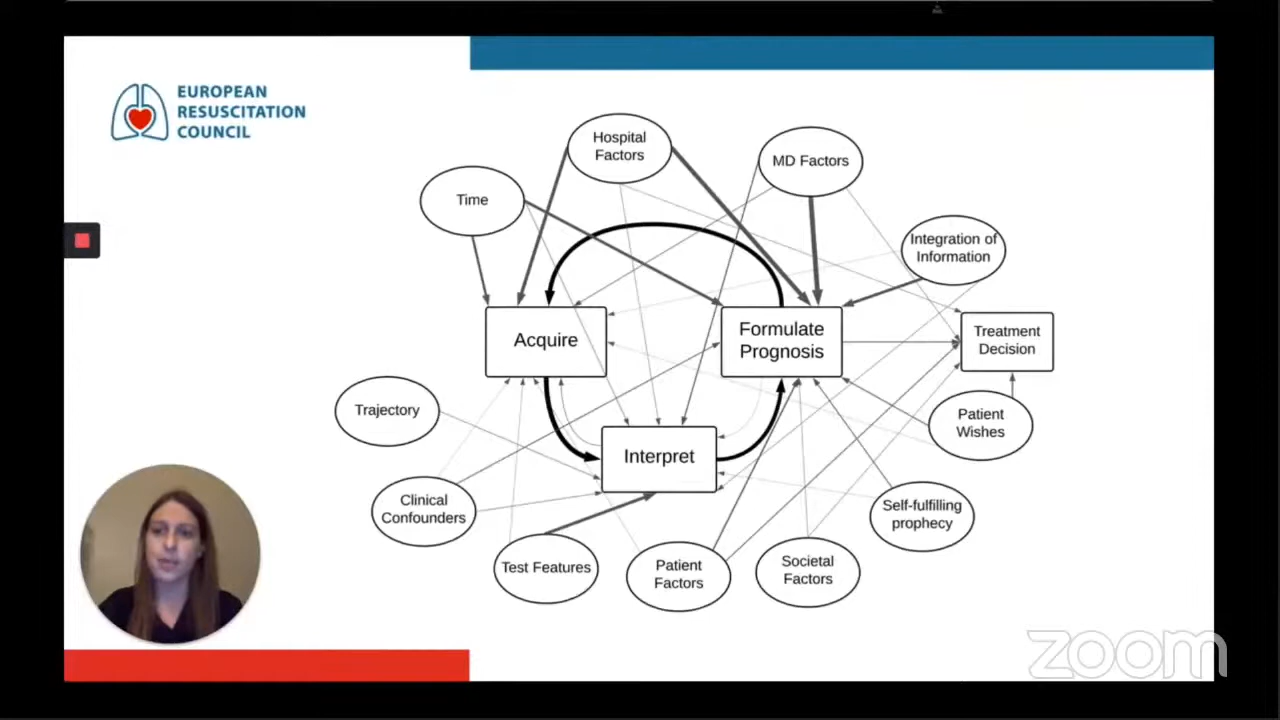 EUROPEAN
RESUSCITATION
COUNCIL
Hospital
Factors
MD Factors
Time
Integration of
Information
Acquire
Formulate
Prognosis
Treatment
Decision
Trajectory
Patient
Wishes
Interpret
Clinical
Confounders
Self-fulfilling
prophecy
Test Features
Patient
Factors
Societal
Factors
zoom